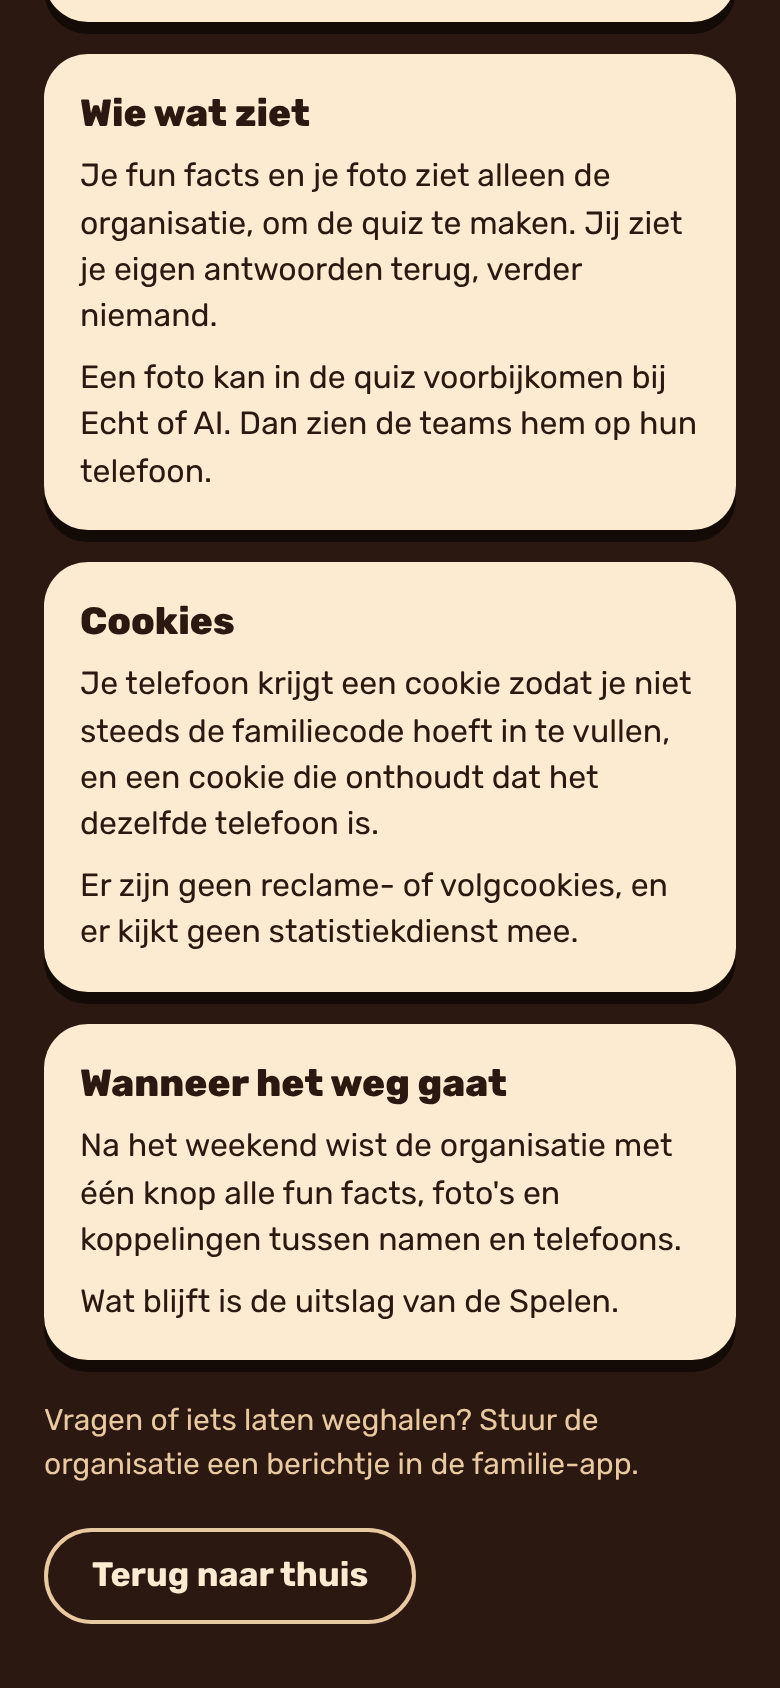 Wie wat ziet
Je fun facts en je foto ziet alleen de
organisatie, om de quiz te maken. Jij ziet
je eigen antwoorden terug, verder
niemand.
Een foto kan in de quiz voorbijkomen bij
Echt of AI. Dan zien de teams hem op hun
telefoon.
Cookies
Je telefoon krijgt een cookie zodat je niet
steeds de familiecode hoeft in te vullen,
en een cookie die onthoudt dat het
dezelfde telefoon is.
Er zijn geen reclame- of volgcookies, en
er kijkt geen statistiekdienst mee.
Wanneer het weg gaat
Na het weekend wist de organisatie met
één knop alle fun facts, foto's en
koppelingen tussen namen en telefoons.
Wat blijft is de uitslag van de Spelen.
Vragen of iets laten weghalen? Stuur de
organisatie een berichtje in de familie-app.
Terug naar thuis